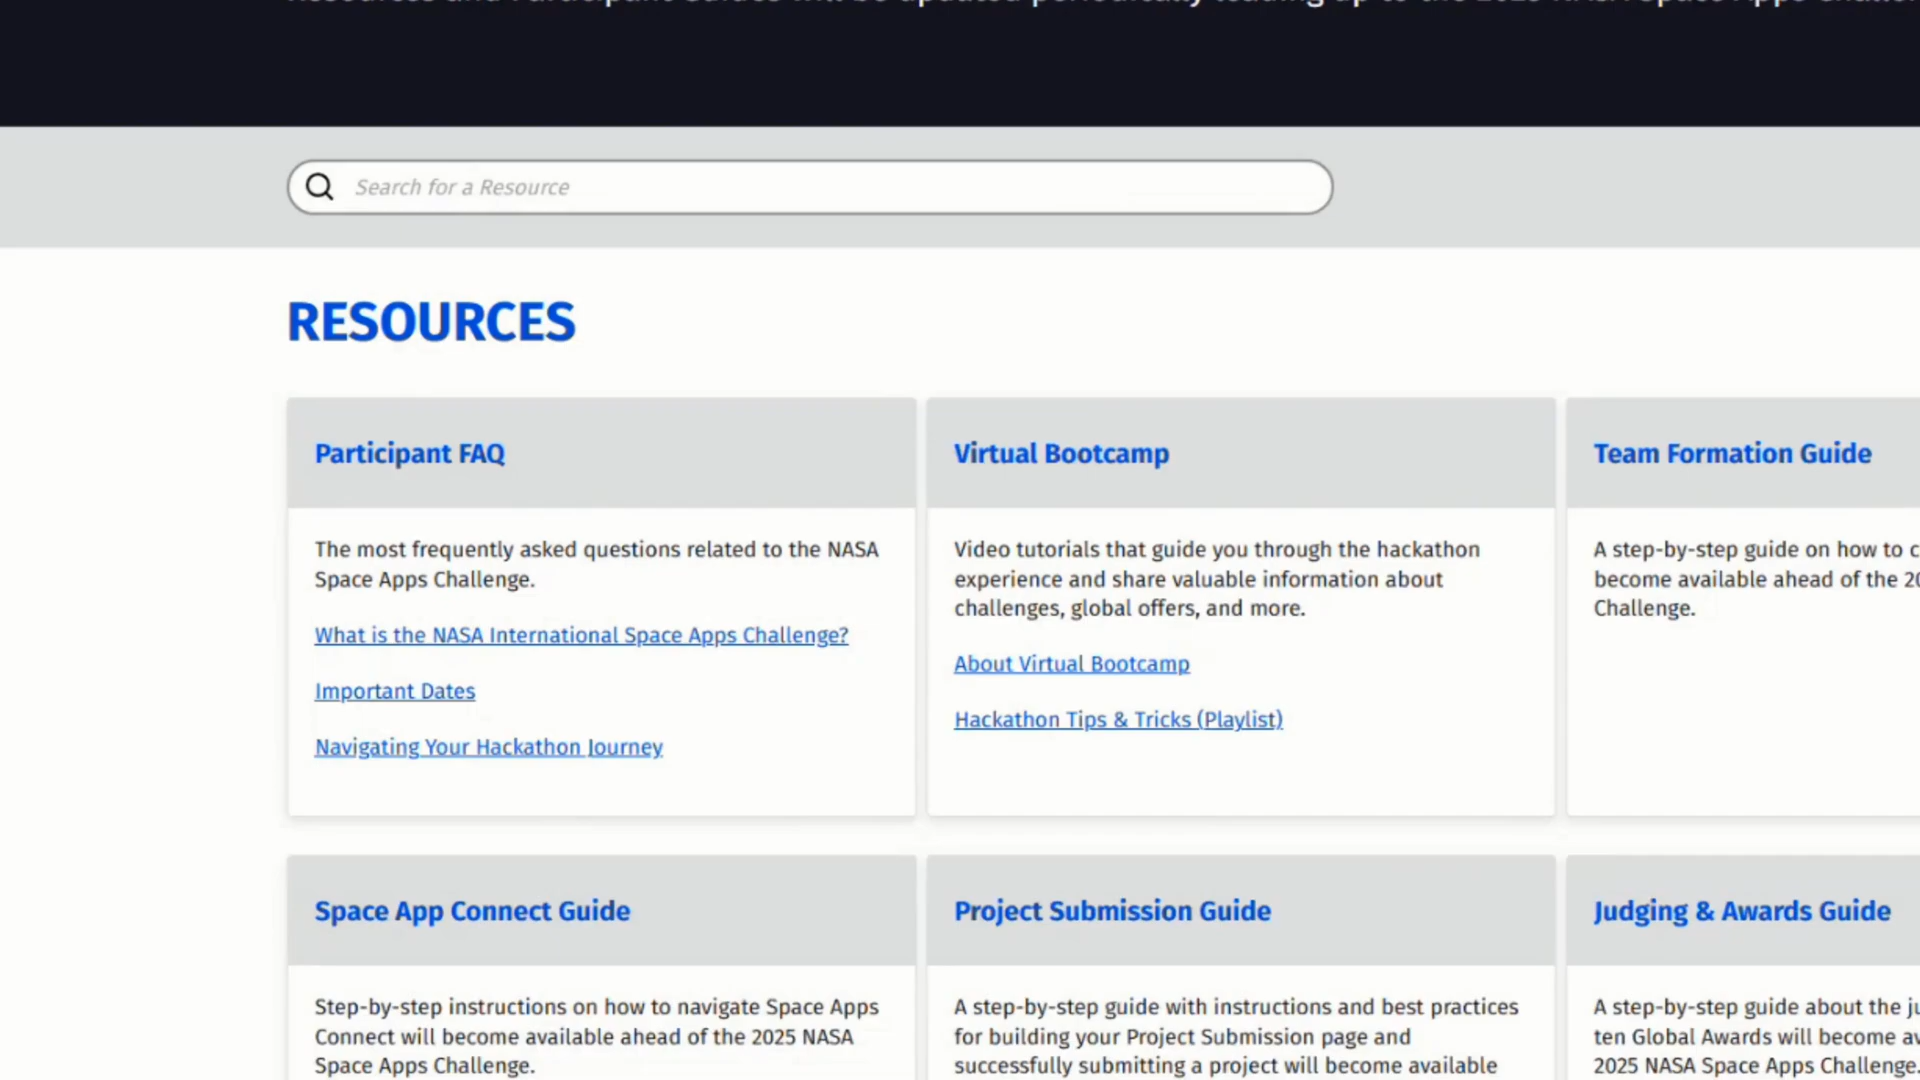 Search for a Resource
RESOURCES
Participant FAQ
The most frequently asked questions related to the NASA
Space Apps Challenge.
What is the NASA International Space Apps Challenge?
Important Dates
Navigating Your Hackathon Journey
Virtual Bootcamp
Video tutorials that guide you through the hackathon
experience and share valuable information about
challenges, global offers, and more.
About Virtual Bootcamp
Hackathon Tips & Tricks (Playlist)
Team Formation Guide
A step-by-step guide on how to
become available ahead of the
Challenge.
Space App Connect Guide
Step-by-step instructions on how to navigate Space Apps
Connect will become available ahead of the 2025 NASA
Space Apps Challenge.
Project Submission Guide
A step-by-step guide with instructions and best practices
for building your Project Submission page and
successfully submitting a project will become available
Judging & Awards Guide
A step-by-step guide about the
ten Global Awards will become
2025 NASA Space Apps Challenge.